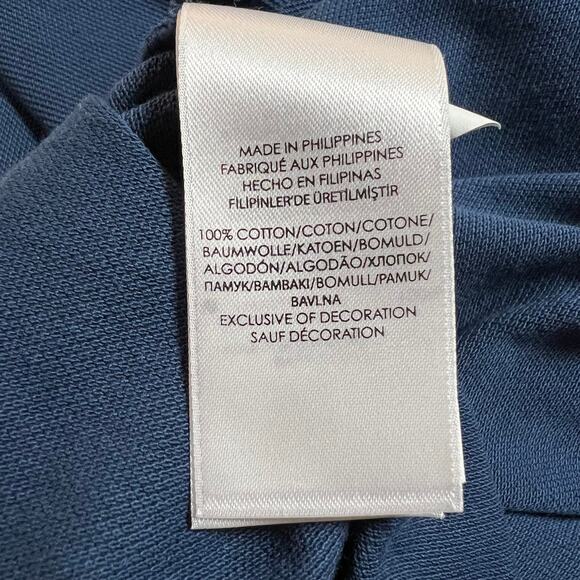 MADE IN PHILIPPINES
FABRIQUÉ AUX PHILIPPINES
HECHO EN FILIPINAS
FİLİPİNLER'DE ÜRETİLMİŞTİR
100% COTTON/COTON/COTONE/
BAUMWOLLE/KATOEN/BOMULD/
ALGODÓN/ALGODÃO/ХЛОПОК/
ПАМУК/ΒΑΜΒΑΚΙ/BOMULL/PAMUK/
BAVLNA
EXCLUSIVE OF DECORATION
SAUF DÉCORATION